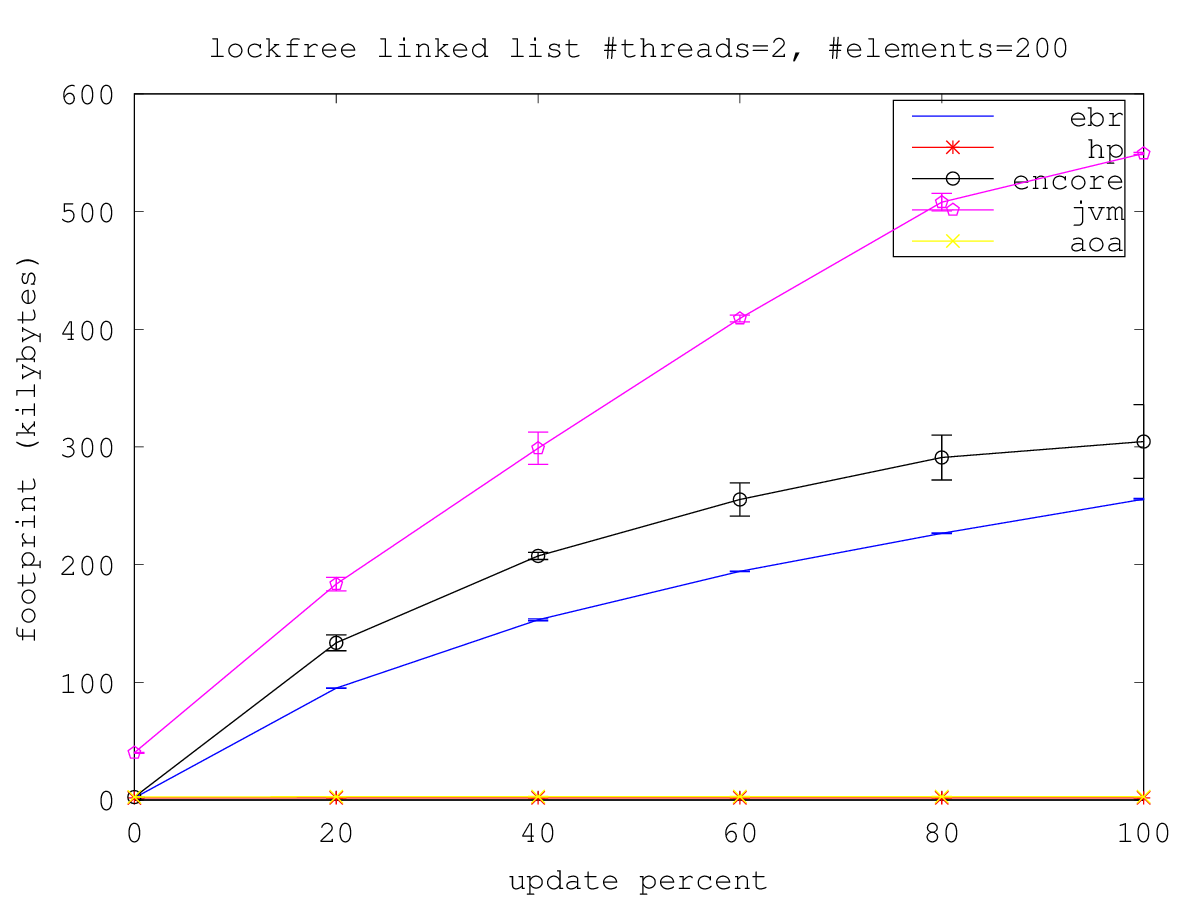 lockfree linked list #threads=2, #elements=200
600
500
400
300
200
100
0
footprint (kilybytes)
ebr
hp
encore
jvm
aoa
0 20 40 60 80 100
update percent